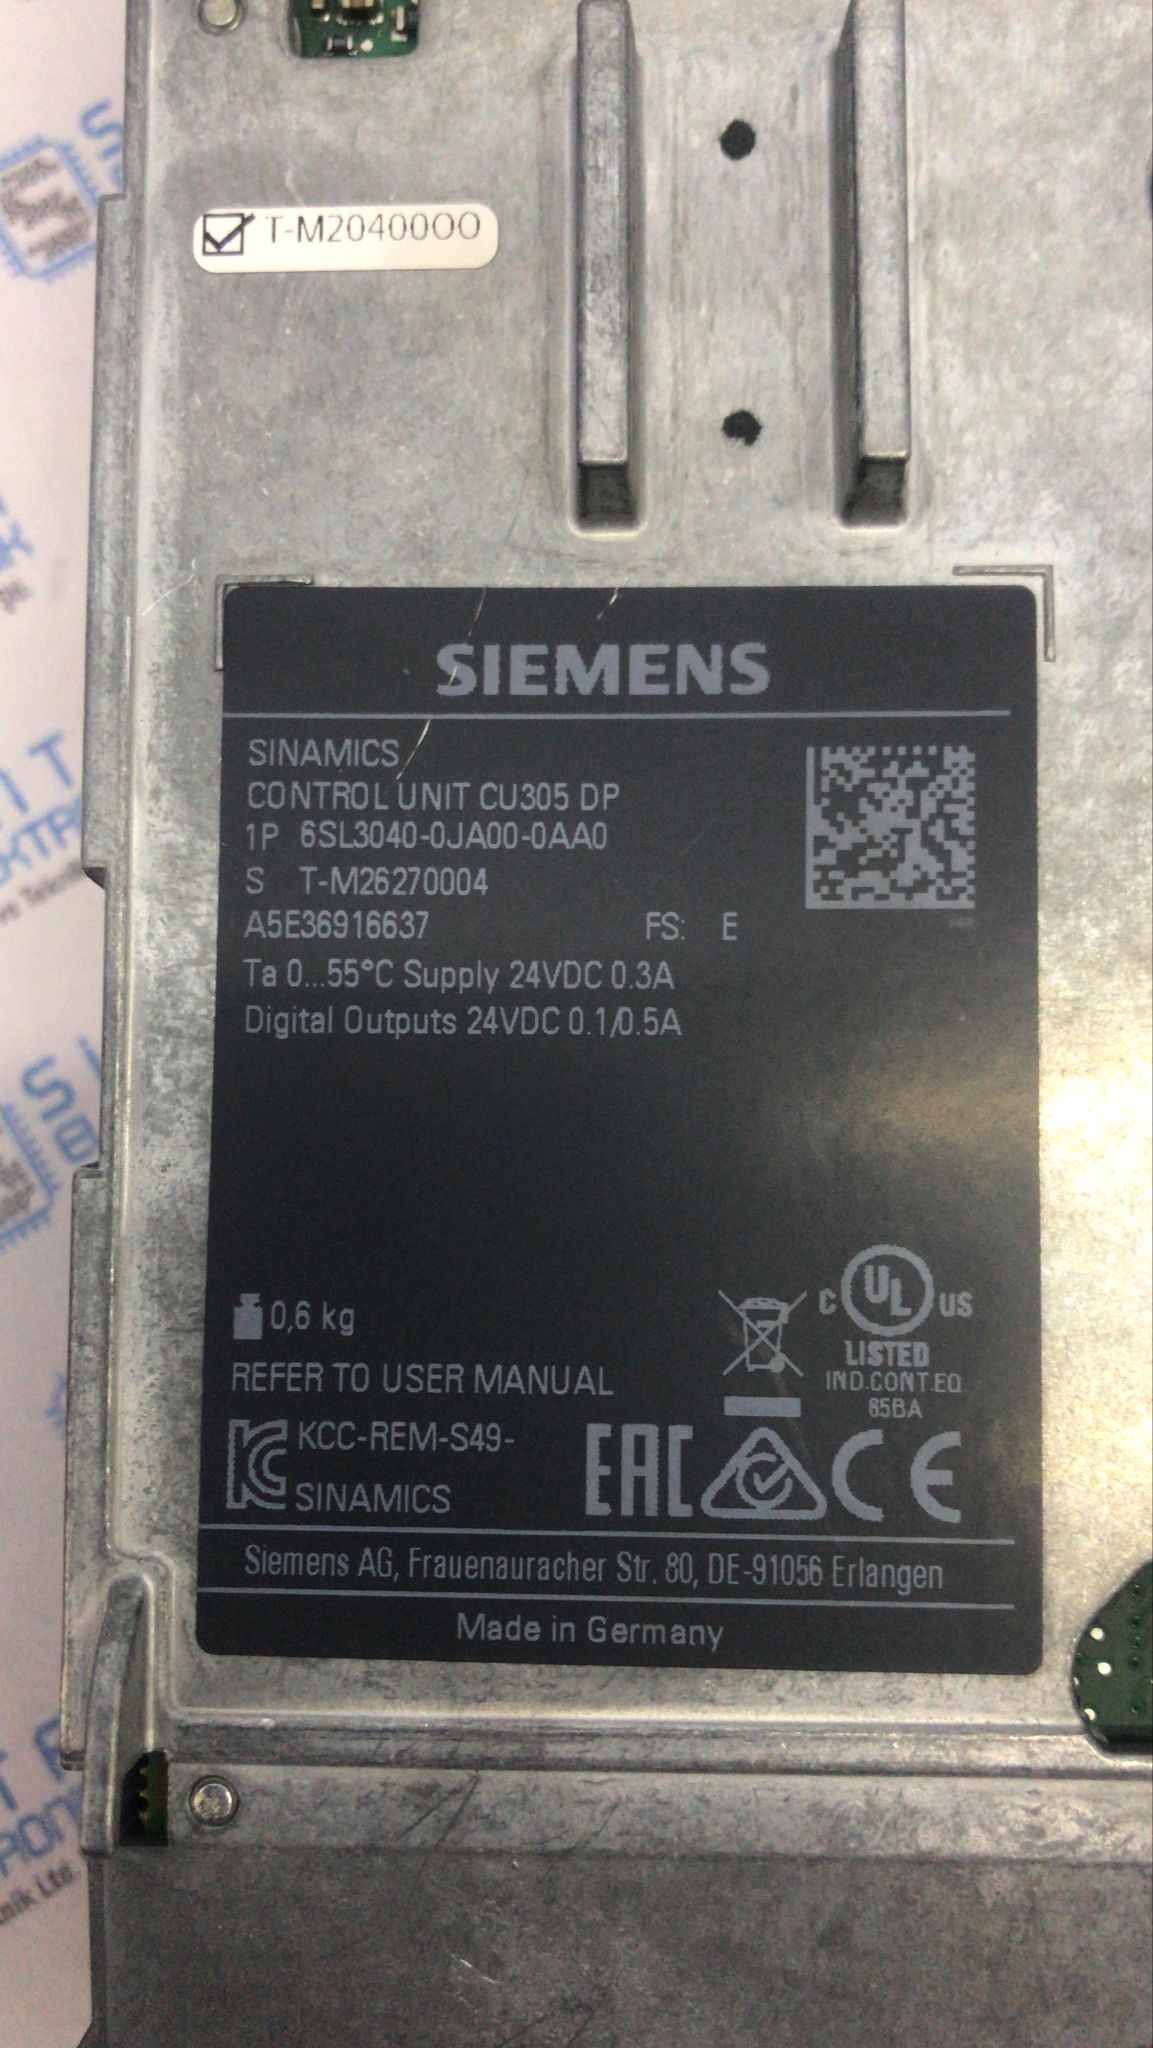 T-M2040000
SIEMENS
SINAMICS
CONTROL UNIT CU305 DP
1P 6SL3040-0JA00-0AA0
S T-M26270004
A5E36916637 FS: E
Ta 0...55°C Supply 24VDC 0.3A
Digital Outputs 24VDC 0.1/0.5A
0,6 kg
C UL US
LISTED
IND.CONT.EQ.
65BA
REFER TO USER MANUAL
KC KCC-REM-S49-
SINAMICS
EAC CE
Siemens AG, Frauenauracher Str. 80, DE-91056 Erlangen
Made in Germany